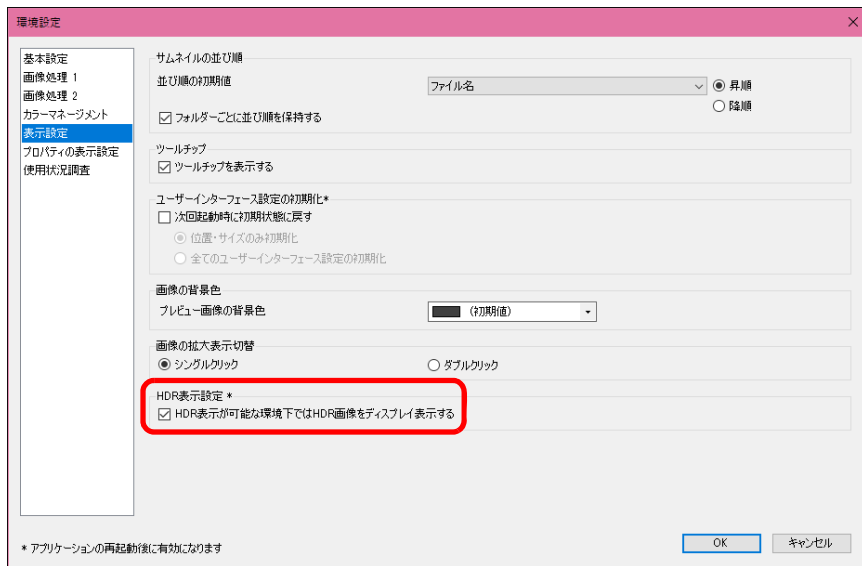 環境設定
基本設定
画像処理 1
画像処理 2
カラーマネージメント
表示設定
プロパティの表示設定
使用状況調査
サムネイルの並び順
並び順の初期値
ファイル名
昇順
降順
フォルダーごとに並び順を保持する
ツールチップ
ツールチップを表示する
ユーザーインターフェース設定の初期化*
次回起動時に初期状態に戻す
位置・サイズのみ初期化
全てのユーザーインターフェース設定の初期化
画像の背景色
プレビュー画像の背景色
(初期値)
画像の拡大表示切替
シングルクリック
ダブルクリック
HDR表示設定 *
HDR表示が可能な環境下ではHDR画像をディスプレイ表示する
* アプリケーションの再起動後に有効になります
OK
キャンセル